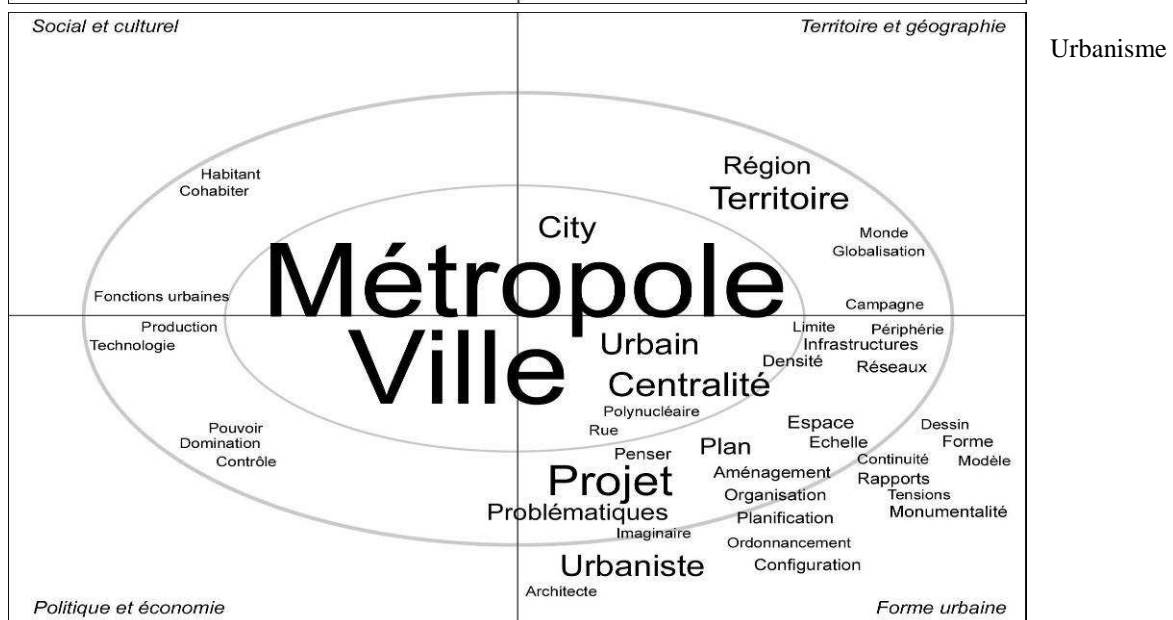 Social et culturel
Territoire et géographie
Urbanisme
Habitant
Cohabiter
Région
Territoire
City
Monde
Globalisation
Métropole
Fonctions urbaines
Campagne
Production
Technologie
Ville
Urbain
Limite
Périphérie
Infrastructures
Densité
Réseaux
Centralité
Polynucléaire
Rue
Espace
Echelle
Dessin
Forme
Modèle
Pouvoir
Domination
Contrôle
Penser
Plan
Continuité
Rapports
Tensions
Monumentalité
Projet
Aménagement
Organisation
Problématiques
Planification
Imaginaire
Ordonnancement
Urbaniste
Configuration
Architecte
Politique et économie
Forme urbaine